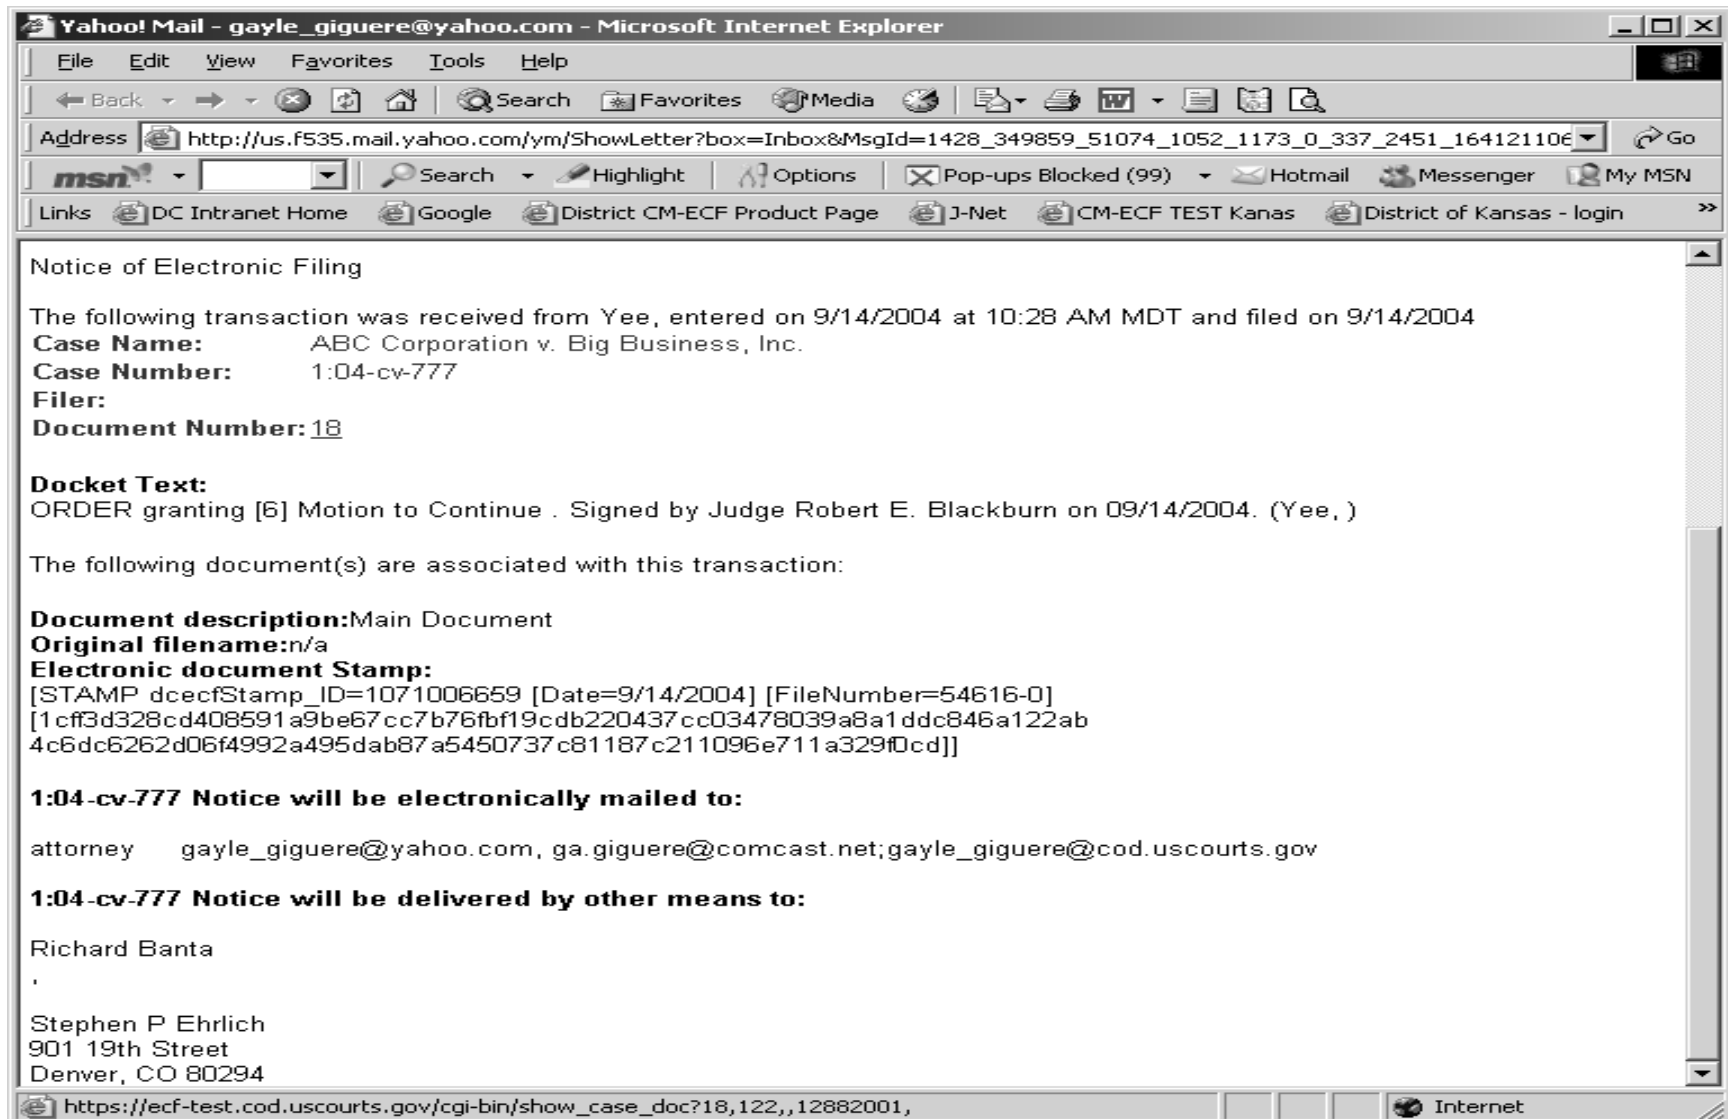 Yahoo! Mail - gayle_giguere@yahoo.com - Microsoft Internet Explorer
File Edit View Favorites Tools Help
Back Search Favorites Media
Address http://us.f535.mail.yahoo.com/ym/ShowLetter?box=Inbox&MsgId=1428_349859_51074_1052_1173_0_337_2451_164121106 Go
msn Search Highlight Options Pop-ups Blocked (99) Hotmail Messenger My MSN
Links DC Intranet Home Google District CM-ECF Product Page J-Net CM-ECF TEST Kanas District of Kansas - login »
Notice of Electronic Filing
The following transaction was received from Yee, entered on 9/14/2004 at 10:28 AM MDT and filed on 9/14/2004
Case Name: ABC Corporation v. Big Business, Inc.
Case Number: 1:04-cv-777
Filer:
Document Number: 18
Docket Text:
ORDER granting [6] Motion to Continue . Signed by Judge Robert E. Blackburn on 09/14/2004. (Yee, )
The following document(s) are associated with this transaction:
Document description:Main Document
Original filename:n/a
Electronic document Stamp:
[STAMP dcecfStamp_ID=1071006659 [Date=9/14/2004] [FileNumber=54616-0]
[1cff3d328cd408591a9be67cc7b76fbf19cdb220437cc03478039a8a1ddc846a122ab
4c6dc6262d06f4992a495dab87a5450737c81187c211096e711a329f0cd]]
1:04-cv-777 Notice will be electronically mailed to:
attorney gayle_giguere@yahoo.com, ga.giguere@comcast.net;gayle_giguere@cod.uscourts.gov
1:04-cv-777 Notice will be delivered by other means to:
Richard Banta
,
Stephen P Ehrlich
901 19th Street
Denver, CO 80294
https://ecf-test.cod.uscourts.gov/cgi-bin/show_case_doc?18,122,,12882001, Internet